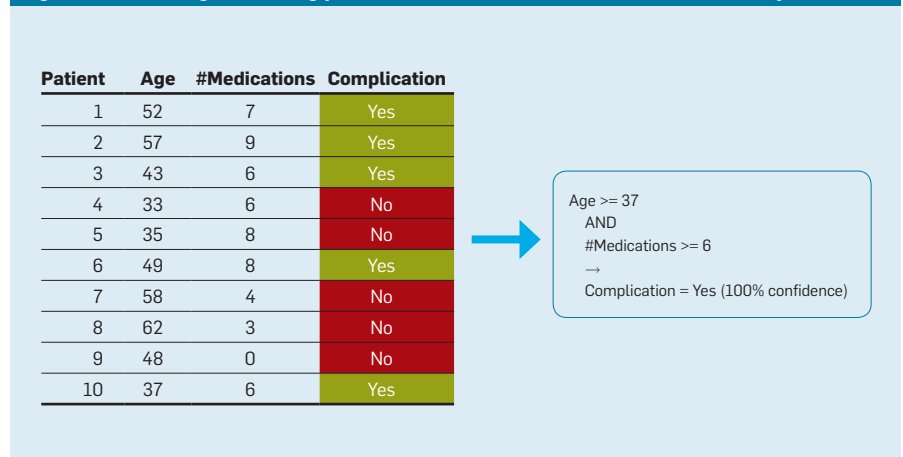 Patient Age #Medications Complication
1 52 7 Yes
2 57 9 Yes
3 43 6 Yes
4 33 6 No
5 35 8 No
6 49 8 Yes
7 58 4 No
8 62 3 No
9 48 0 No
10 37 6 Yes
Age >= 37
AND
#Medications >= 6
→
Complication = Yes (100% confidence)